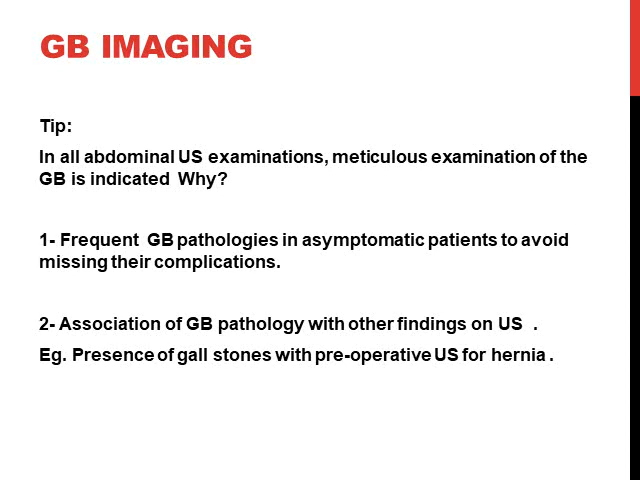 GB IMAGING
Tip:
In all abdominal US examinations, meticulous examination of the
GB is indicated  Why?
1- Frequent  GB pathologies in asymptomatic patients to avoid
missing their complications.
2- Association of GB pathology with other findings on US  .
Eg. Presence of gall stones with pre-operative US for hernia .